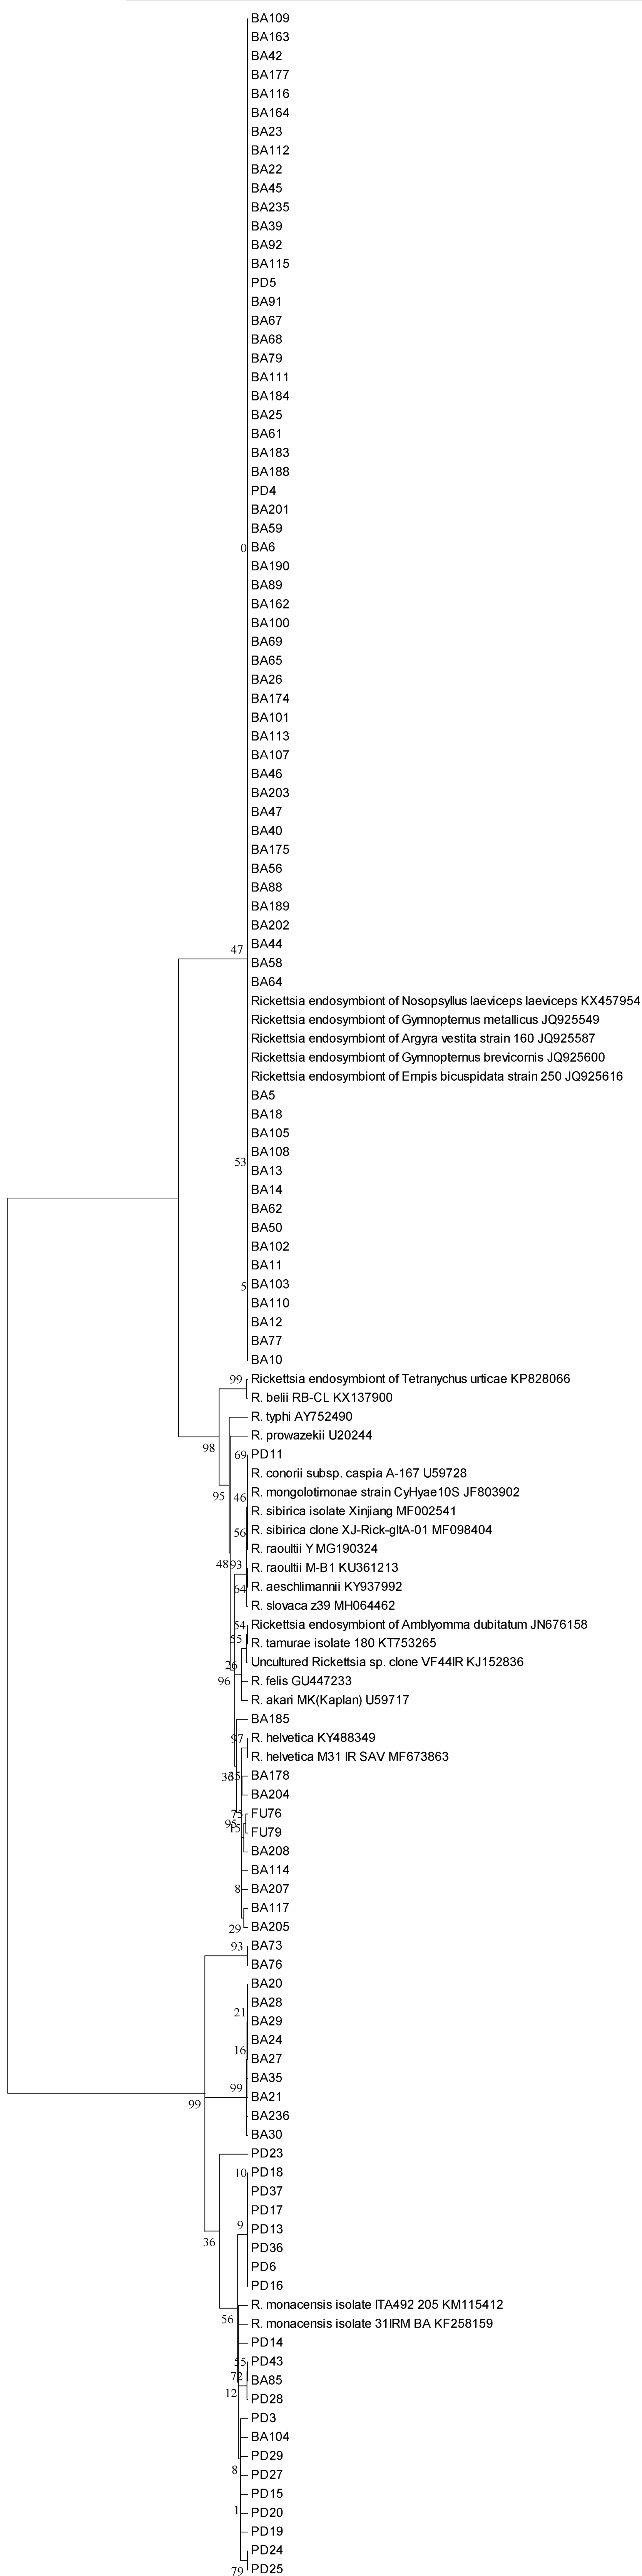 BA109
BA163
BA42
BA177
BA116
BA164
BA23
BA112
BA22
BA45
BA235
BA39
BA92
BA115
PD5
BA91
BA67
BA68
BA79
BA111
BA184
BA25
BA61
BA183
BA188
PD4
BA201
BA59
0 BA6
BA190
BA89
BA162
BA100
BA69
BA65
BA26
BA174
BA101
BA113
BA107
BA46
BA203
BA47
BA40
BA175
BA56
BA88
BA189
BA202
47 BA44
BA58
BA64
Rickettsia endosymbiont of Nosopsyllus laeviceps laeviceps KX457954
Rickettsia endosymbiont of Gymnopternus metallicus JQ925549
Rickettsia endosymbiont of Argyra vestita strain 160 JQ925587
Rickettsia endosymbiont of Gymnopternus brevicornis JQ925600
Rickettsia endosymbiont of Empis bicuspidata strain 250 JQ925616
BA5
BA18
BA105
BA108
53 BA13
BA14
BA62
BA50
BA102
BA11
5 BA103
BA110
BA12
BA77
BA10
99 Rickettsia endosymbiont of Tetranychus urticae KP828066
R. belii RB-CL KX137900
R. typhi AY752490
R. prowazekii U20244
98
69 PD11
R. conorii subsp. caspia A-167 U59728
95 46 R. mongolotimonae strain CyHyae10S JF803902
R. sibirica isolate Xinjiang MF002541
56 R. sibirica clone XJ-Rick-gltA-01 MF098404
R. raoultii Y MG190324
48 93 R. raoultii M-B1 KU361213
64 R. aeschlimannii KY937992
R. slovaca z39 MH064462
54 Rickettsia endosymbiont of Amblyomma dubitatum JN676158
55 R. tamurae isolate 180 KT753265
26 Uncultured Rickettsia sp. clone VF44IR KJ152836
96 R. felis GU447233
R. akari MK(Kaplan) U59717
BA185
97 R. helvetica KY488349
R. helvetica M31 IR SAV MF673863
BA178
BA204
75 FU76
95 15 FU79
BA208
BA114
8 BA207
BA117
29 BA205
93 BA73
BA76
BA20
BA28
21 BA29
BA24
16 BA27
BA35
99 BA21
99 BA236
BA30
PD23
10 PD18
PD37
PD17
9 PD13
36 PD36
PD6
PD16
R. monacensis isolate ITA492 205 KM115412
56 R. monacensis isolate 31IRM BA KF258159
PD14
55 PD43
72 BA85
12 PD28
PD3
BA104
PD29
8 PD27
PD15
1 PD20
PD19
PD24
79 PD25